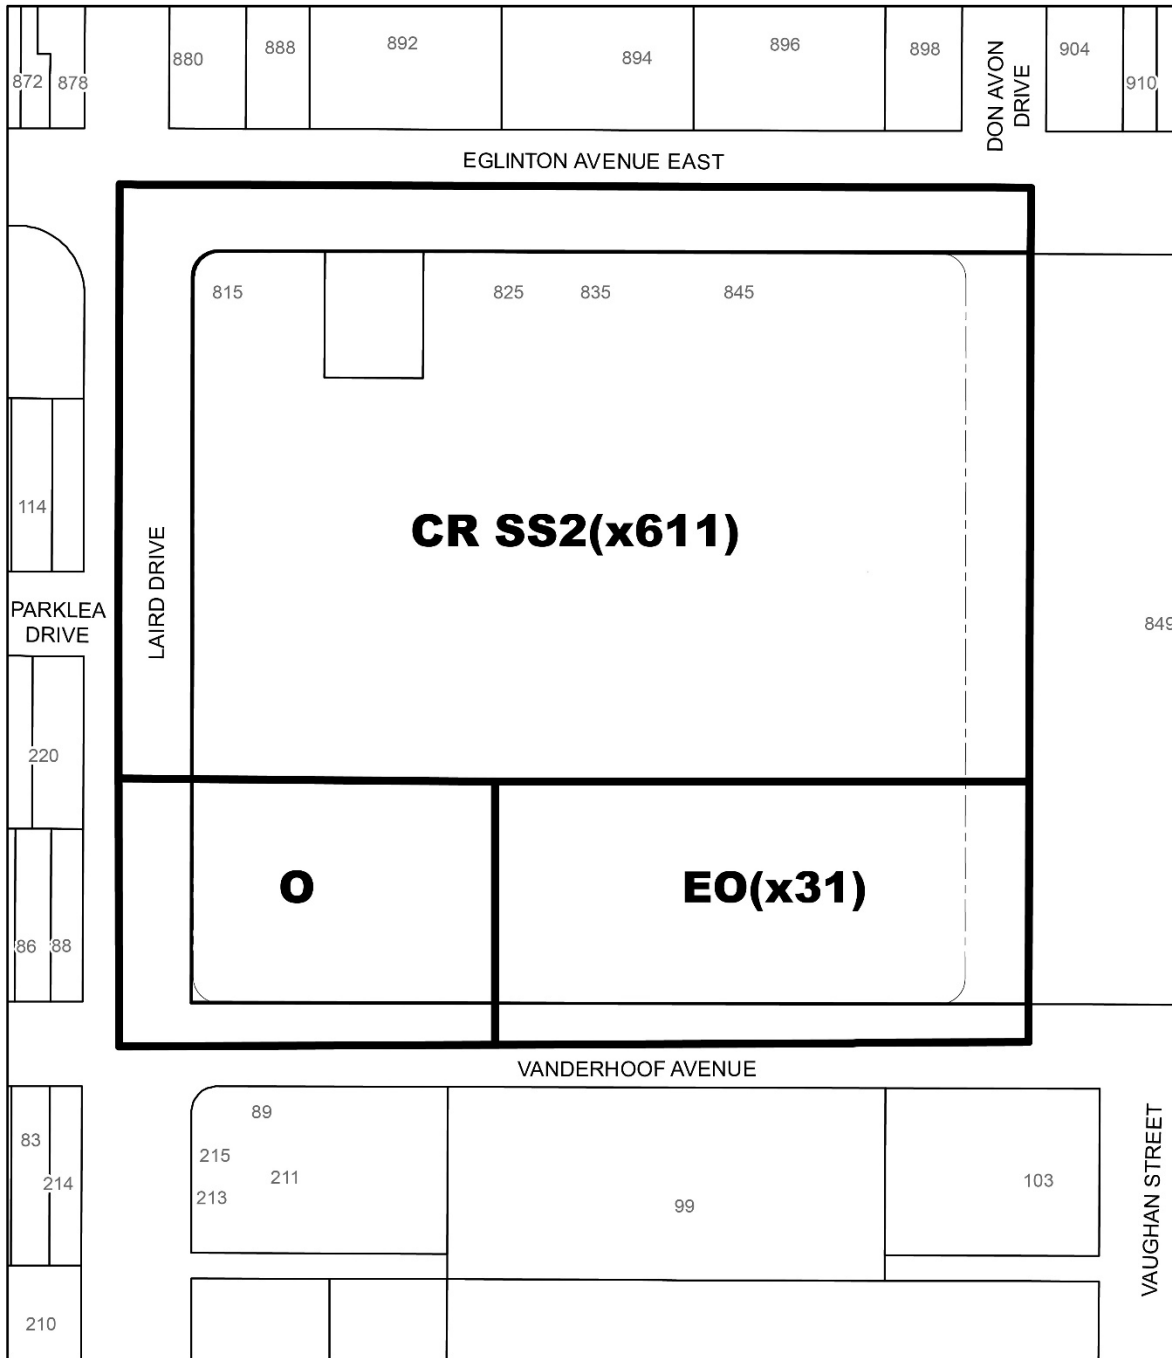 872
878
880
888
892
894
896
898
DON AVON
DRIVE
904
910
EGLINTON AVENUE EAST
815
825
835
845
114
CR SS2(x611)
LAIRD DRIVE
PARKLEA
DRIVE
849
220
O
EO(x31)
86
88
VANDERHOOF AVENUE
89
83
215
211
214
213
99
103
VAUGHAN STREET
210